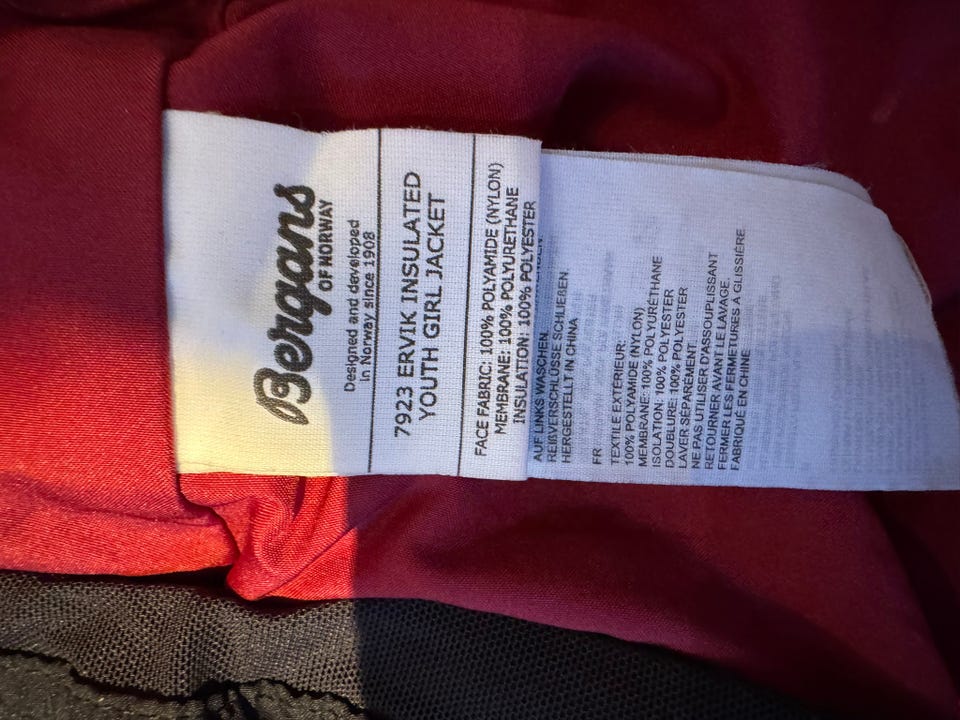 Bergans
OF NORWAY
Designed and developed
in Norway since 1908
7923 ERVIK INSULATED
YOUTH GIRL JACKET
FACE FABRIC: 100% POLYAMIDE (NYLON)
MEMBRANE: 100% POLYURETHANE
INSULATION: 100% POLYESTER
AUF LINKS WASCHEN.
REIßVERSCHLÜSSE SCHLIEßEN.
HERGESTELLT IN CHINA
FR
TEXTILE EXTÉRIEUR:
100% POLYAMIDE (NYLON)
MEMBRANE: 100% POLYURÉTHANE
ISOLATION: 100% POLYESTER
DOUBLURE: 100% POLYESTER
LAVER SÉPARÉMENT.
NE PAS UTILISER D'ASSOUPLISSANT
RETOURNER AVANT LE LAVAGE.
FERMER LES FERMETURES À GLISSIÈRE.
FABRIQUÉ EN CHINE